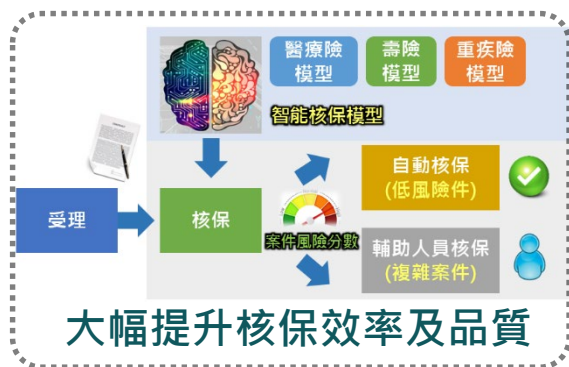 醫療險
模型
壽險
模型
重疾險
模型
智能核保模型
受理
核保
案件風險分數
自動核保
(低風險件)
輔助人員核保
(複雜案件)
大幅提升核保效率及品質